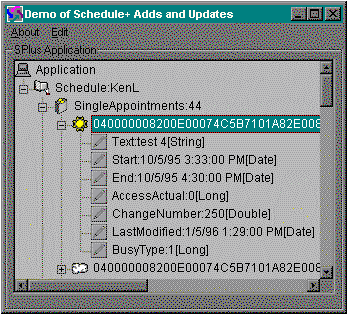 Demo of Schedule+ Adds and Updates
About Edit
SPlus Application
Application
Schedule:KenL
SingleAppointments:44
040000008200E00074C5B7101A82E008
Text:test 4[String]
Start:10/5/95 3:33:00 PM[Date]
End:10/5/95 4:30:00 PM[Date]
AccessActual:0[Long]
ChangeNumber:250[Double]
LastModified:1/5/96 1:29:00 PM[Date]
BusyType:1[Long]
040000008200E00074C5B7101A82E008